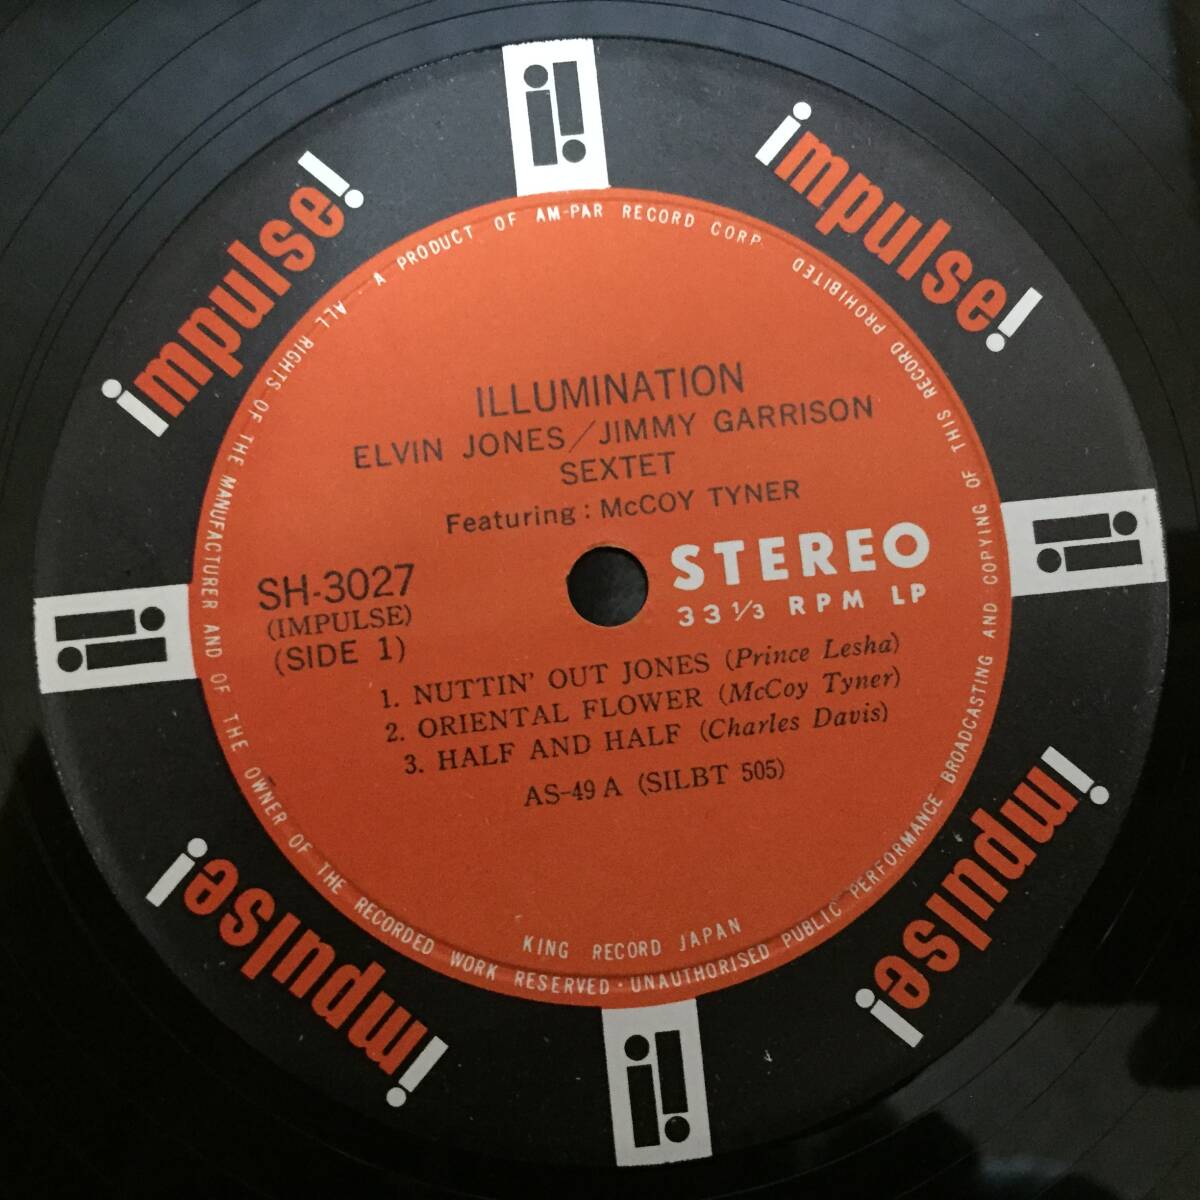 impulse!
impulse!
impulse!
impulse!
A PRODUCT OF AM-PAR RECORD CORP.
ILLUMINATION
ELVIN JONES/JIMMY GARRISON
SEXTET
Featuring: McCOY TYNER
STEREO
33 1/3 RPM LP
SH-3027
(IMPULSE)
(SIDE 1)
1. NUTTIN' OUT JONES (Prince Lesha)
2. ORIENTAL FLOWER (McCoy Tyner)
3. HALF AND HALF (Charles Davis)
AS-49 A (SILBT 505)
KING RECORD JAPAN
ALL RIGHTS OF THE MANUFACTURER AND OF THE OWNER OF THE RECORDED WORK RESERVED · UNAUTHORISED PUBLIC PERFORMANCE BROADCASTING AND COPYING OF THIS RECORD PROHIBITED